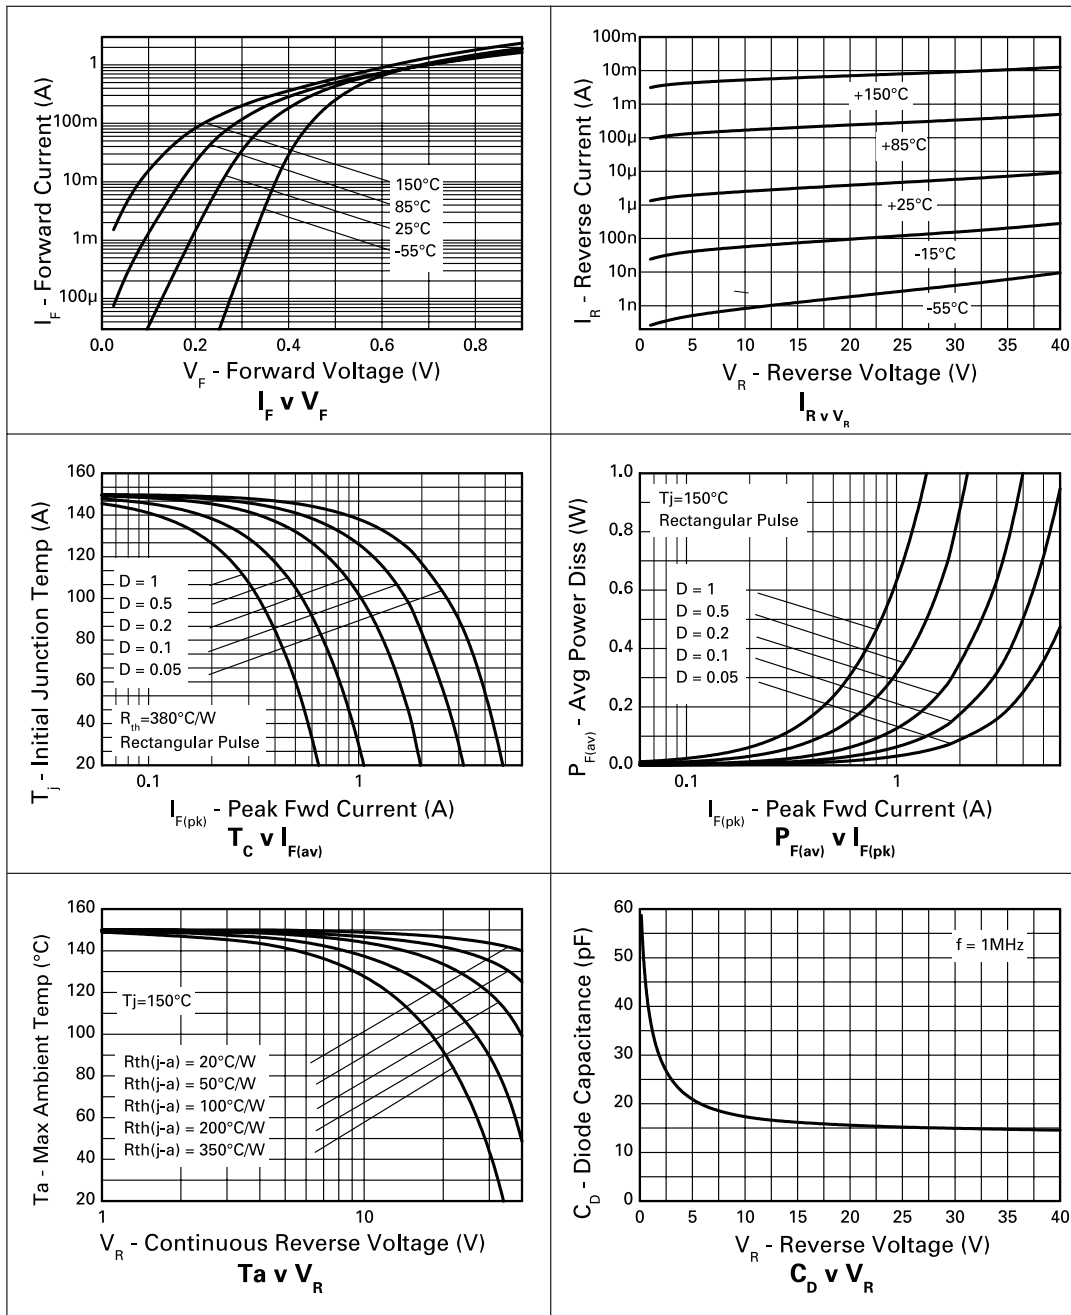 I_F - Forward Current (A)
1
100m
10m
1m
100µ
150°C
85°C
25°C
-55°C
0.0 0.2 0.4 0.6 0.8
V_F - Forward Voltage (V)
I_F v V_F
I_R - Reverse Current (A)
100m
10m
1m
100µ
10µ
1µ
100n
10n
1n
+150°C
+85°C
+25°C
-15°C
-55°C
0 5 10 15 20 25 30 35 40
V_R - Reverse Voltage (V)
I_R v V_R
T_j - Initial Junction Temp (A)
160
140
120
100
80
60
40
20
D = 1
D = 0.5
D = 0.2
D = 0.1
D = 0.05
R_th=380°C/W
Rectangular Pulse
0.1 1
I_F(pk) - Peak Fwd Current (A)
T_C v I_F(av)
P_F(av) - Avg Power Diss (W)
1.0
0.8
0.6
0.4
0.2
0.0
Tj=150°C
Rectangular Pulse
D = 1
D = 0.5
D = 0.2
D = 0.1
D = 0.05
0.1 1
I_F(pk) - Peak Fwd Current (A)
P_F(av) v I_F(pk)
Ta - Max Ambient Temp (°C)
160
140
120
100
80
60
40
20
Tj=150°C
Rth(j-a) = 20°C/W
Rth(j-a) = 50°C/W
Rth(j-a) = 100°C/W
Rth(j-a) = 200°C/W
Rth(j-a) = 350°C/W
1 10
V_R - Continuous Reverse Voltage (V)
Ta v V_R
C_D - Diode Capacitance (pF)
60
50
40
30
20
10
0
f = 1MHz
0 5 10 15 20 25 30 35 40
V_R - Reverse Voltage (V)
C_D v V_R